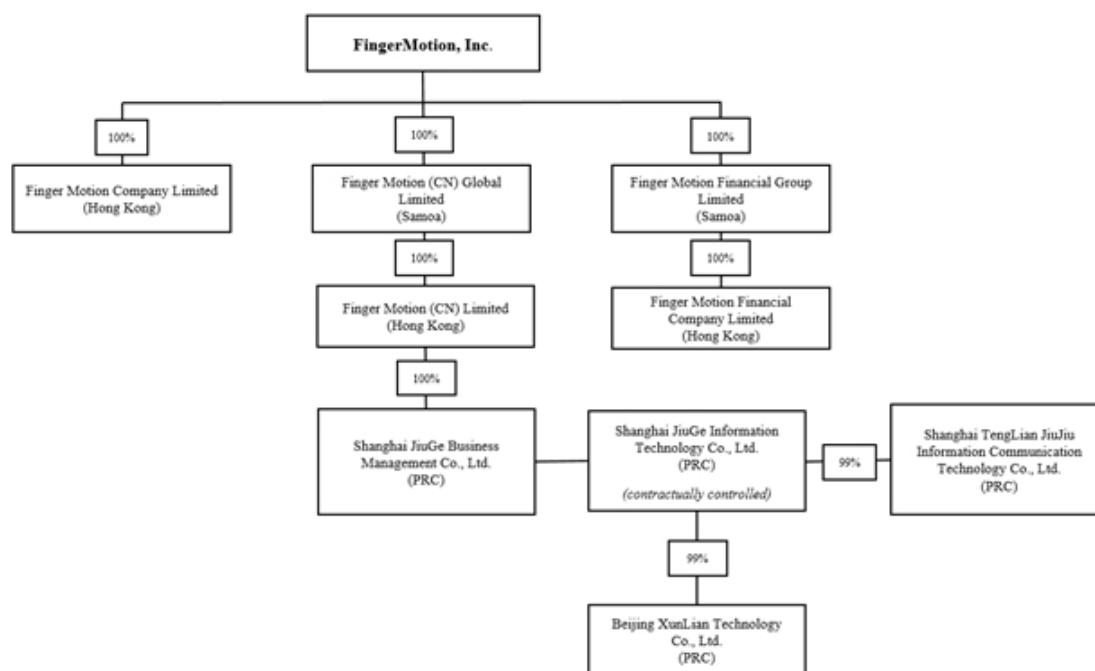 FingerMotion, Inc.
100%
100%
100%
Finger Motion Company Limited
(Hong Kong)
Finger Motion (CN) Global
Limited
(Samoa)
Finger Motion Financial Group
Limited
(Samoa)
100%
100%
Finger Motion (CN) Limited
(Hong Kong)
Finger Motion Financial
Company Limited
(Hong Kong)
100%
Shanghai JiuGe Business
Management Co., Ltd.
(PRC)
Shanghai JiuGe Information
Technology Co., Ltd.
(PRC)
(contractually controlled)
99%
Shanghai TengLian JiuJiu
Information Communication
Technology Co., Ltd.
(PRC)
99%
Beijing XunLian Technology
Co., Ltd.
(PRC)